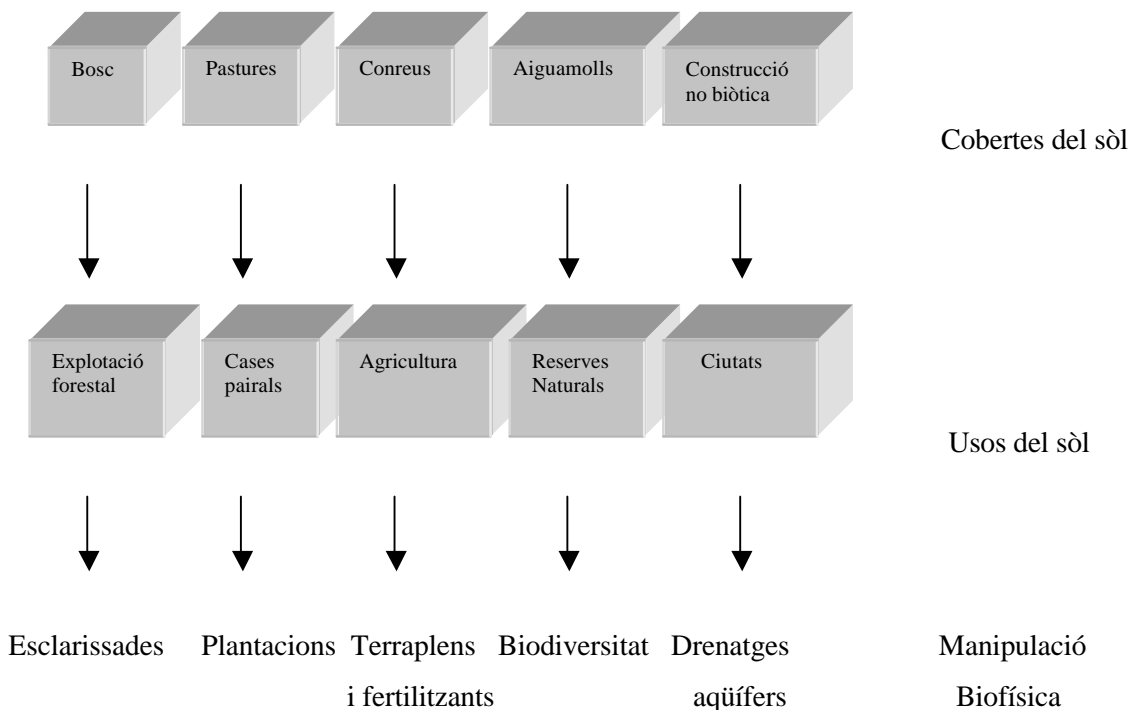 Bosc
Pastures
Conreus
Aiguamolls
Construcció
no biòtica
Cobertes del sòl
Explotació
forestal
Cases
pairals
Agricultura
Reserves
Naturals
Ciutats
Usos del sòl
Esclarissades
Plantacions
Terraplens
i fertilitzants
Biodiversitat
Drenatges
aqüífers
Manipulació
Biofísica